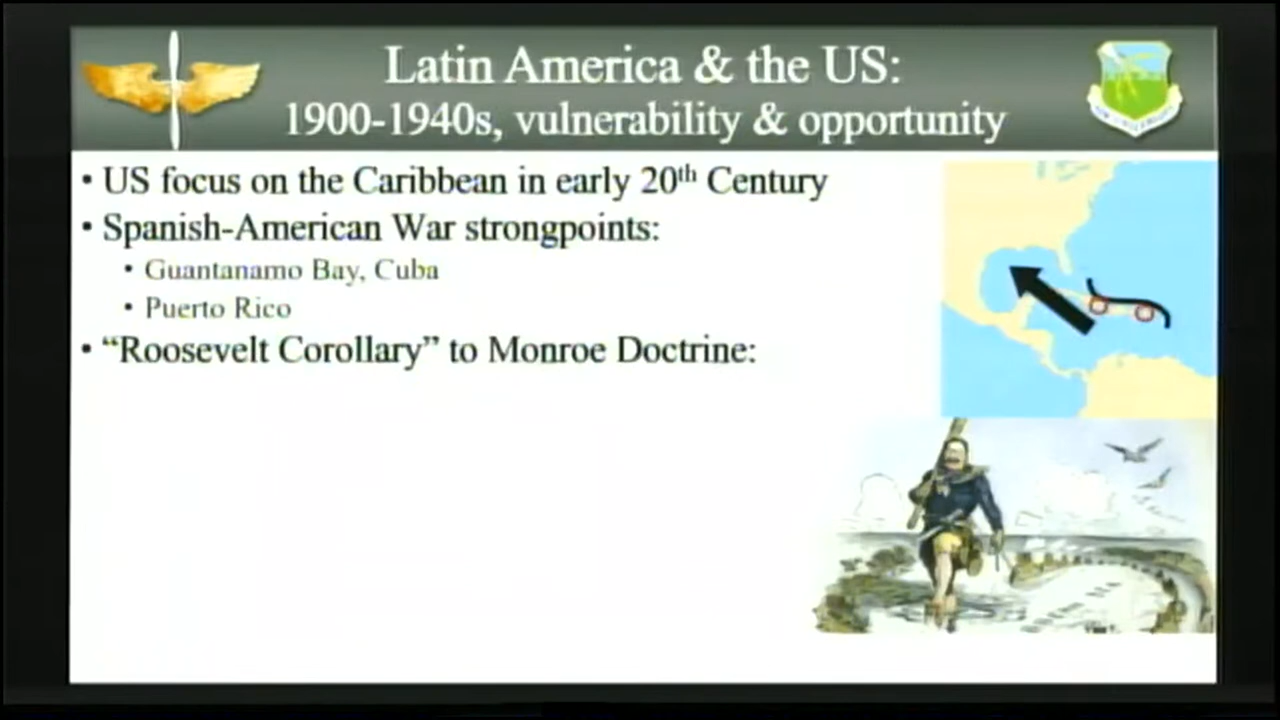 Latin America & the US:
1900-1940s, vulnerability & opportunity
• US focus on the Caribbean in early 20th Century
• Spanish-American War strongpoints:
• Guantanamo Bay, Cuba
• Puerto Rico
• “Roosevelt Corollary” to Monroe Doctrine: